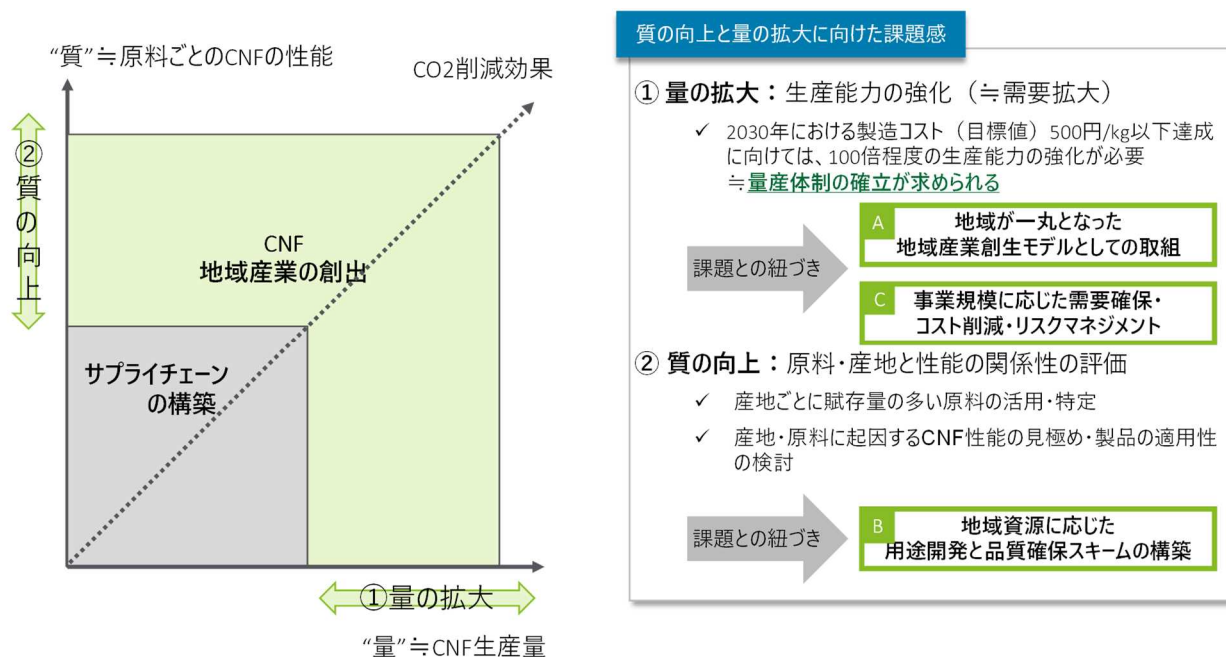 “質”≒原料ごとのCNFの性能
CO2削減効果
②質の向上
CNF
地域産業の創出
サプライチェーン
の構築
①量の拡大
“量”≒CNF生産量
質の向上と量の拡大に向けた課題感
① 量の拡大：生産能力の強化（≒需要拡大）
✓ 2030年における製造コスト（目標値）500円/kg以下達成
に向けては、100倍程度の生産能力の強化が必要
≒量産体制の確立が求められる
課題との紐づき
A 地域が一丸となった
地域産業創生モデルとしての取組
C 事業規模に応じた需要確保・
コスト削減・リスクマネジメント
② 質の向上：原料・産地と性能の関係性の評価
✓ 産地ごとに賦存量の多い原料の活用・特定
✓ 産地・原料に起因するCNF性能の見極め・製品の適用性
の検討
課題との紐づき
B 地域資源に応じた
用途開発と品質確保スキームの構築